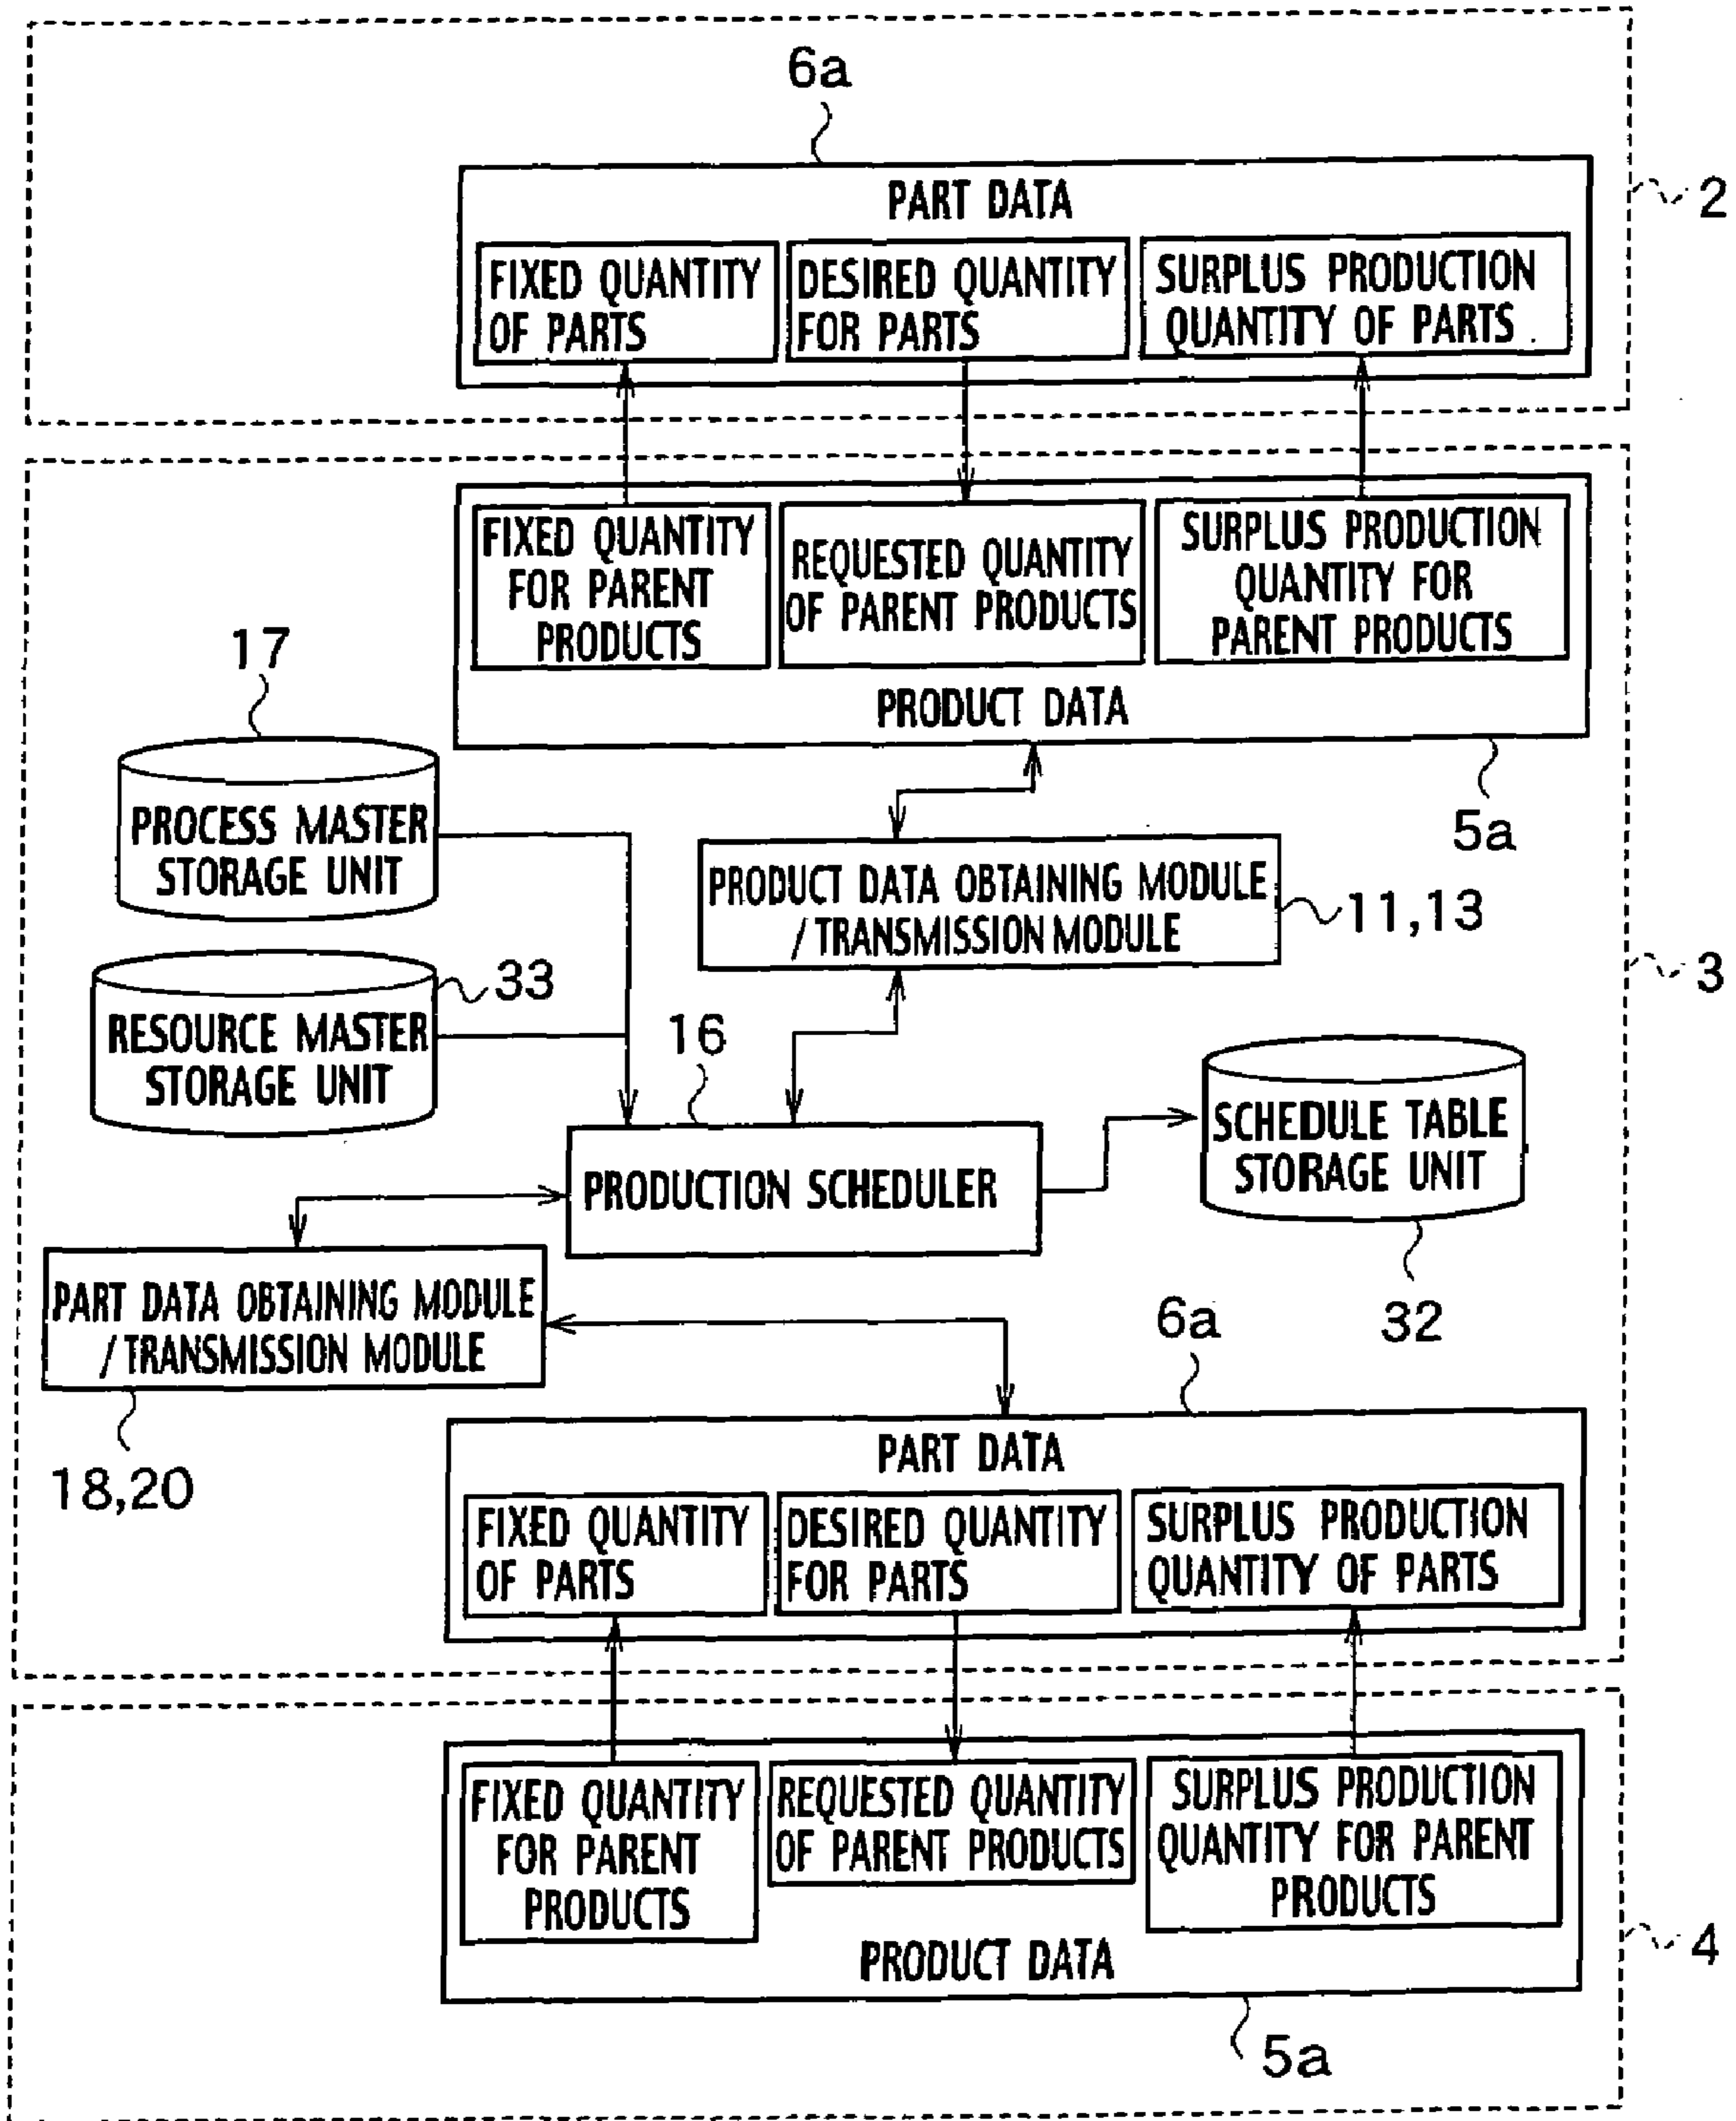 6a
PART DATA
2
FIXED QUANTITY
OF PARTS
DESIRED QUANTITY
FOR PARTS
SURPLUS PRODUCTION
QUANTITY OF PARTS
FIXED QUANTITY
FOR PARENT
PRODUCTS
REQUESTED QUANTITY
OF PARENT PRODUCTS
SURPLUS PRODUCTION
QUANTITY FOR
PARENT PRODUCTS
PRODUCT DATA
5a
17
PROCESS MASTER
STORAGE UNIT
PRODUCT DATA OBTAINING MODULE
/ TRANSMISSION MODULE
11,13
3
33
RESOURCE MASTER
STORAGE UNIT
16
PRODUCTION SCHEDULER
SCHEDULE TABLE
STORAGE UNIT
32
PART DATA OBTAINING MODULE
/ TRANSMISSION MODULE
18,20
6a
PART DATA
FIXED QUANTITY
OF PARTS
DESIRED QUANTITY
FOR PARTS
SURPLUS PRODUCTION
QUANTITY OF PARTS
FIXED QUANTITY
FOR PARENT
PRODUCTS
REQUESTED QUANTITY
OF PARENT PRODUCTS
SURPLUS PRODUCTION
QUANTITY FOR PARENT
PRODUCTS
PRODUCT DATA
4
5a